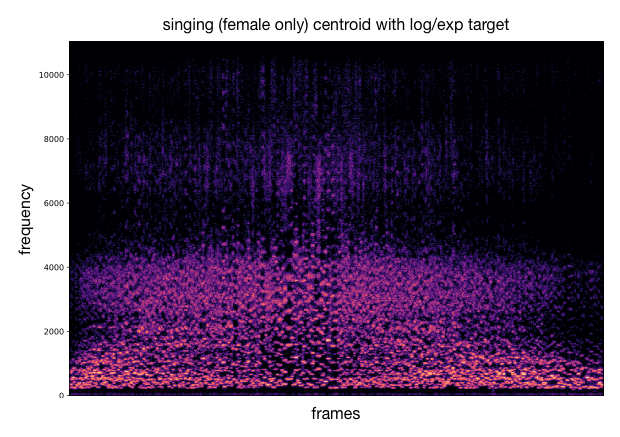 singing (female only) centroid with log/exp target
10000
8000
6000
frequency
4000
2000
0
frames